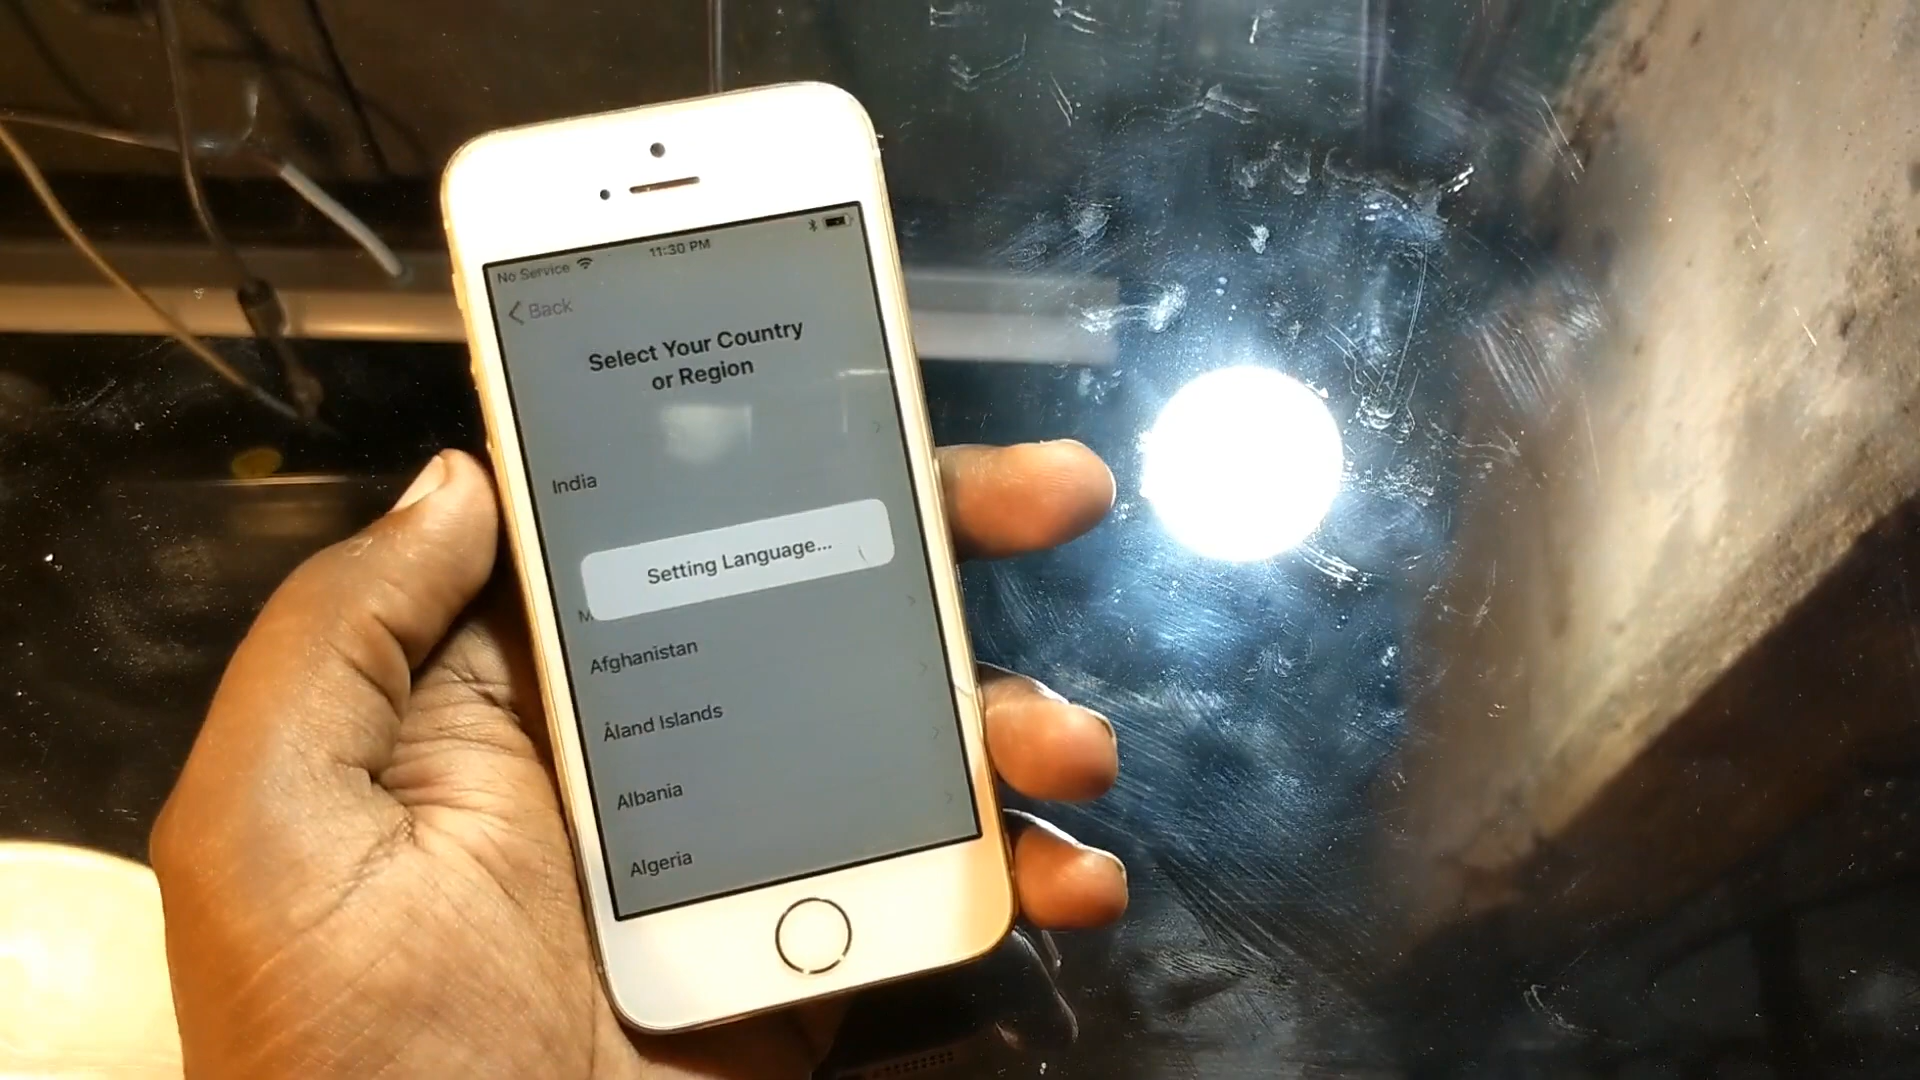 No Service
11:30 PM
Back
Select Your Country
or Region
India
Setting Language...
M
Afghanistan
Åland Islands
Albania
Algeria